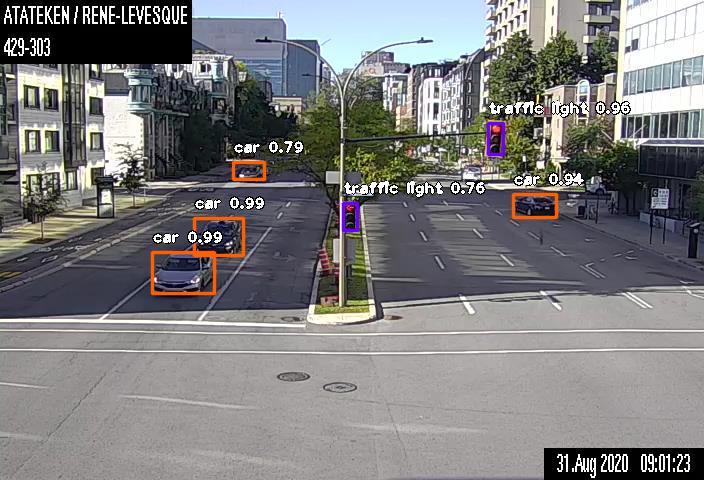 ATATEKEN / RENE-LEVESQUE
429-303
traffic light 0.96
car 0.79
car 0.94
traffic light 0.76
car 0.99
car 0.99
31.Aug 2020 09:01:23